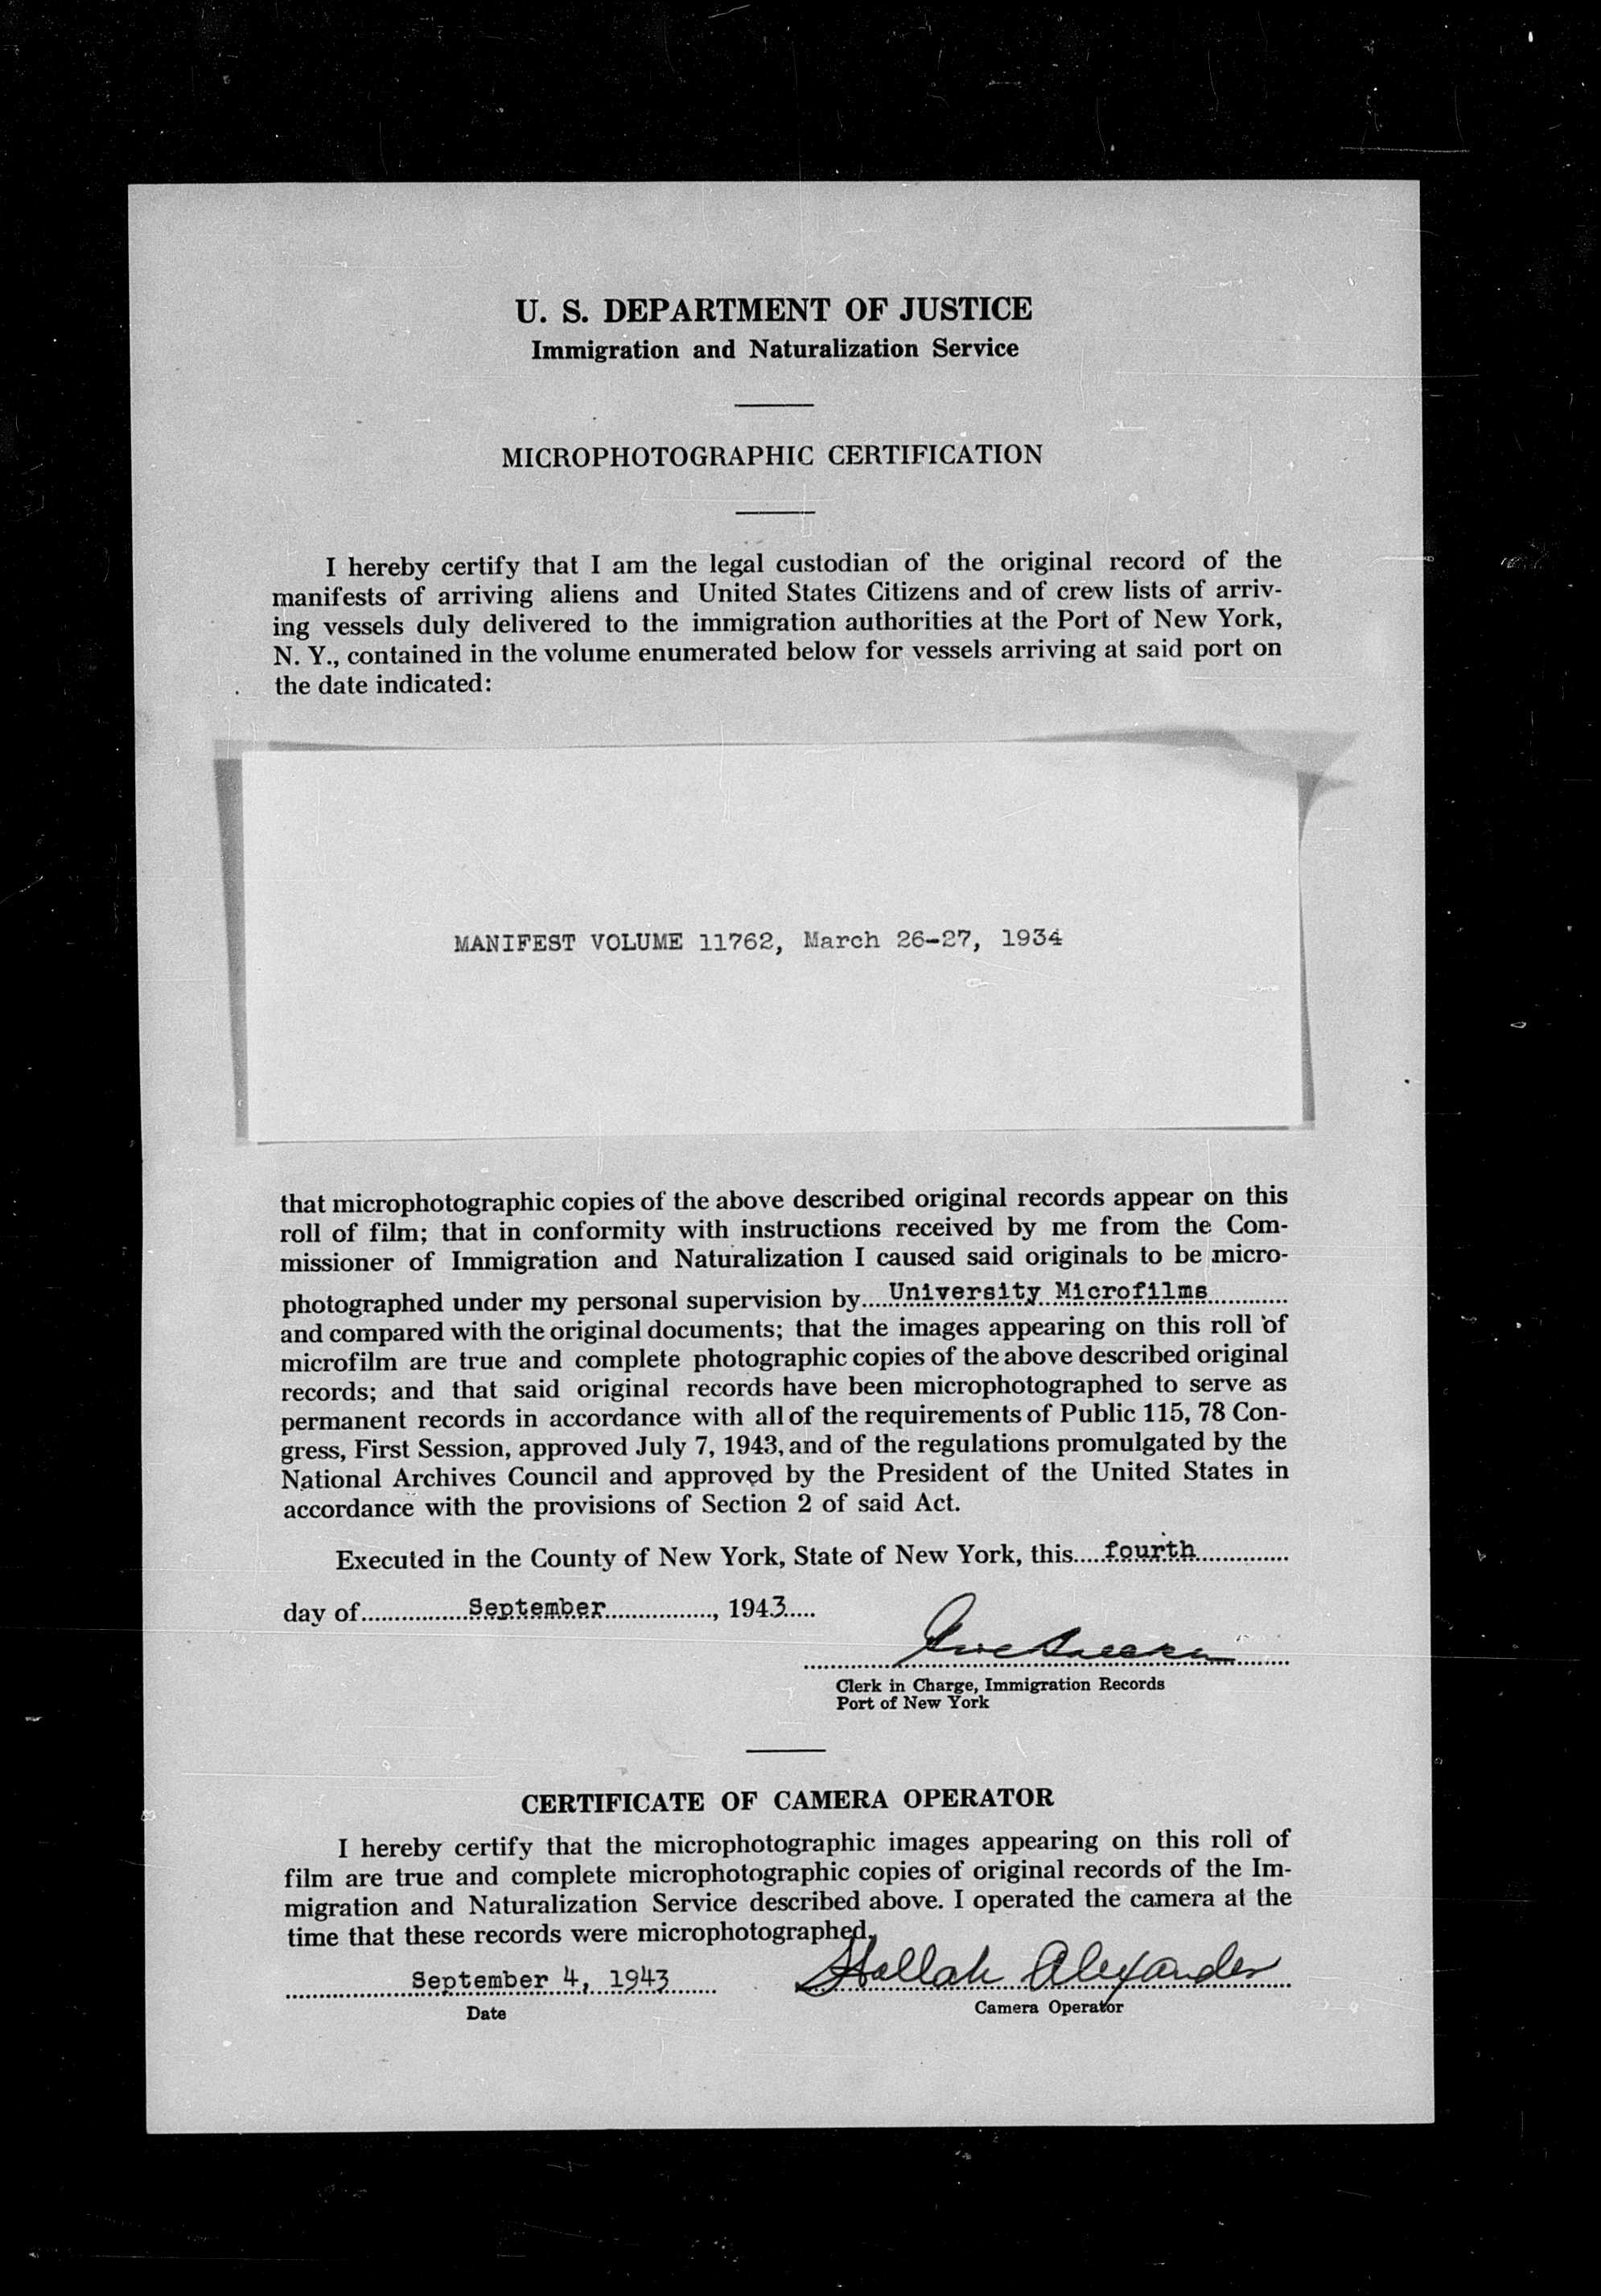 U. S. DEPARTMENT OF JUSTICE
Immigration and Naturalization Service
MICROPHOTOGRAPHIC CERTIFICATION
I hereby certify that I am the legal custodian of the original record of the
manifests of arriving aliens and United States Citizens and of crew lists of arriv-
ing vessels duly delivered to the immigration authorities at the Port of New York,
N. Y., contained in the volume enumerated below for vessels arriving at said port on
the date indicated:
MANIFEST VOLUME 11762, March 26-27, 1934
that microphotographic copies of the above described original records appear on this
roll of film; that in conformity with instructions received by me from the Com-
missioner of Immigration and Naturalization I caused said originals to be micro-
photographed under my personal supervision by University Microfilms
and compared with the original documents; that the images appearing on this roll of
microfilm are true and complete photographic copies of the above described original
records; and that said original records have been microphotographed to serve as
permanent records in accordance with all of the requirements of Public 115, 78 Con-
gress, First Session, approved July 7, 1943, and of the regulations promulgated by the
National Archives Council and approved by the President of the United States in
accordance with the provisions of Section 2 of said Act.
Executed in the County of New York, State of New York, this fourth
day of September, 1943
Clerk in Charge, Immigration Records
Port of New York
CERTIFICATE OF CAMERA OPERATOR
I hereby certify that the microphotographic images appearing on this roll of
film are true and complete microphotographic copies of original records of the Im-
migration and Naturalization Service described above. I operated the camera at the
time that these records were microphotographed.
September 4, 1943 Alexander
Date Camera Operator